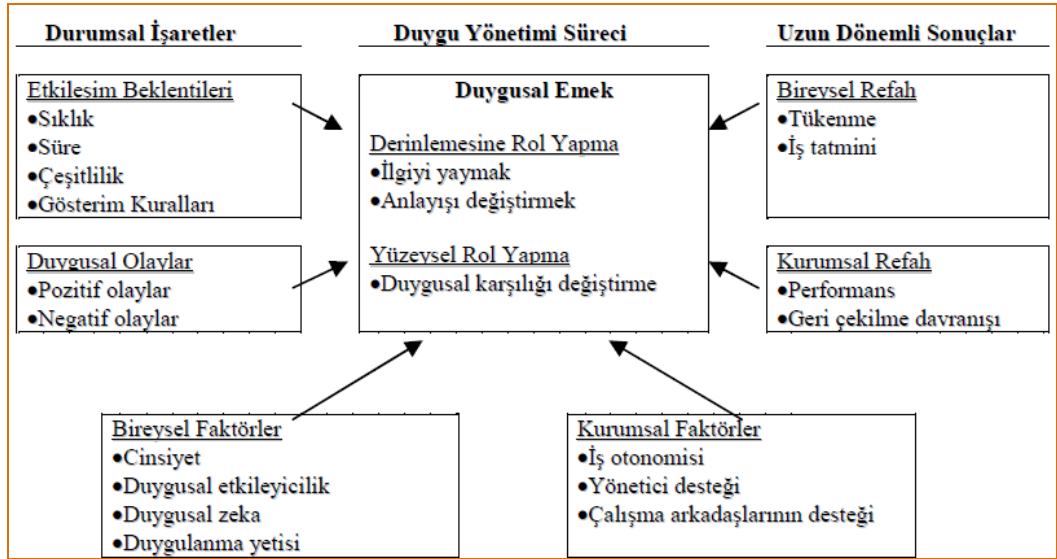 Durumsal İşaretler
Duygu Yönetimi Süreci
Uzun Dönemli Sonuçlar
Etkileşim Beklentileri
•Sıklık
•Süre
•Çeşitlilik
•Gösterim Kuralları
Duygusal Olaylar
•Pozitif olaylar
•Negatif olaylar
Duygusal Emek
Derinlemesine Rol Yapma
•İlgiyi yaymak
•Anlayışı değiştirmek
Yüzeysel Rol Yapma
•Duygusal karşılığı değiştirme
Bireysel Refah
•Tükenme
•İş tatmini
Kurumsal Refah
•Performans
•Geri çekilme davranışı
Bireysel Faktörler
•Cinsiyet
•Duygusal etkileyicilik
•Duygusal zeka
•Duygulanma yetisi
Kurumsal Faktörler
•İş otonomisi
•Yönetici desteği
•Çalışma arkadaşlarının desteği